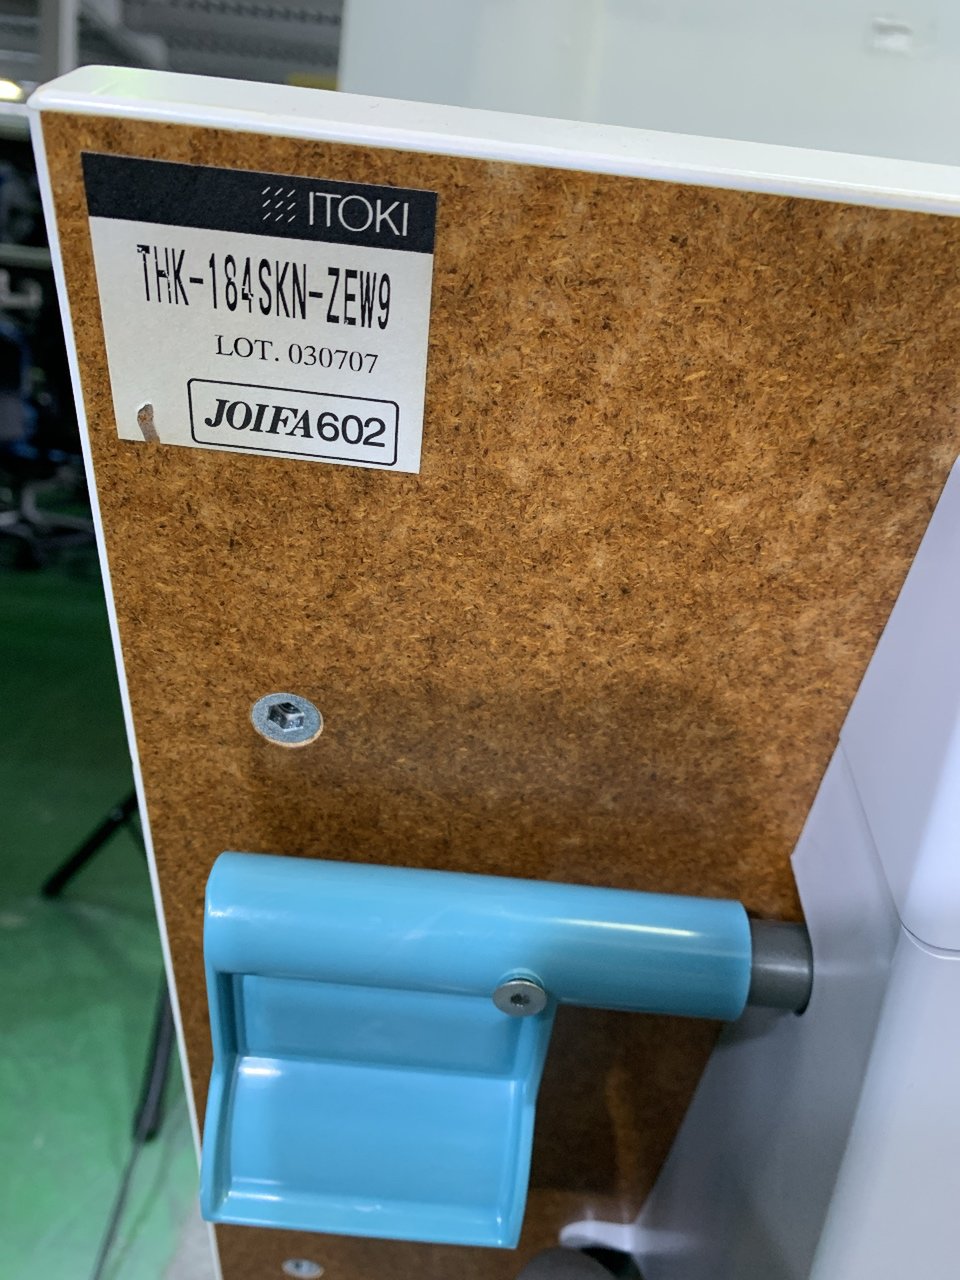 ITOKI
THK-184SKN-ZEW9
LOT. 030707
JOIFA602